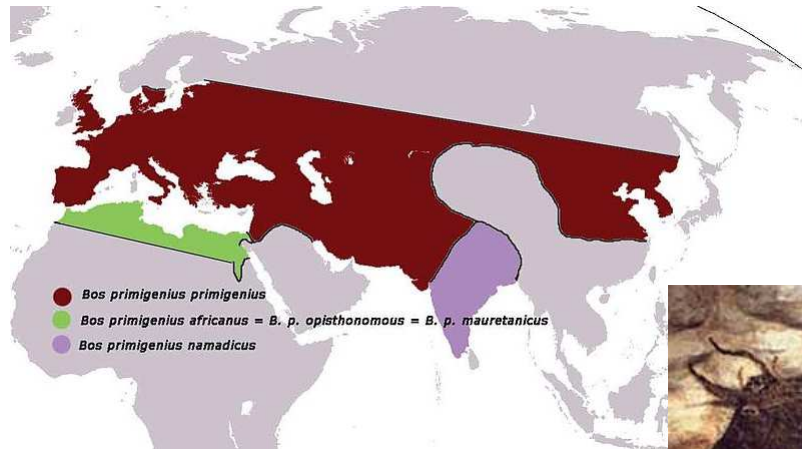 Bos primigenius primigenius
Bos primigenius africanus = B. p. opisthonomous = B. p. mauretanicus
Bos primigenius namadicus